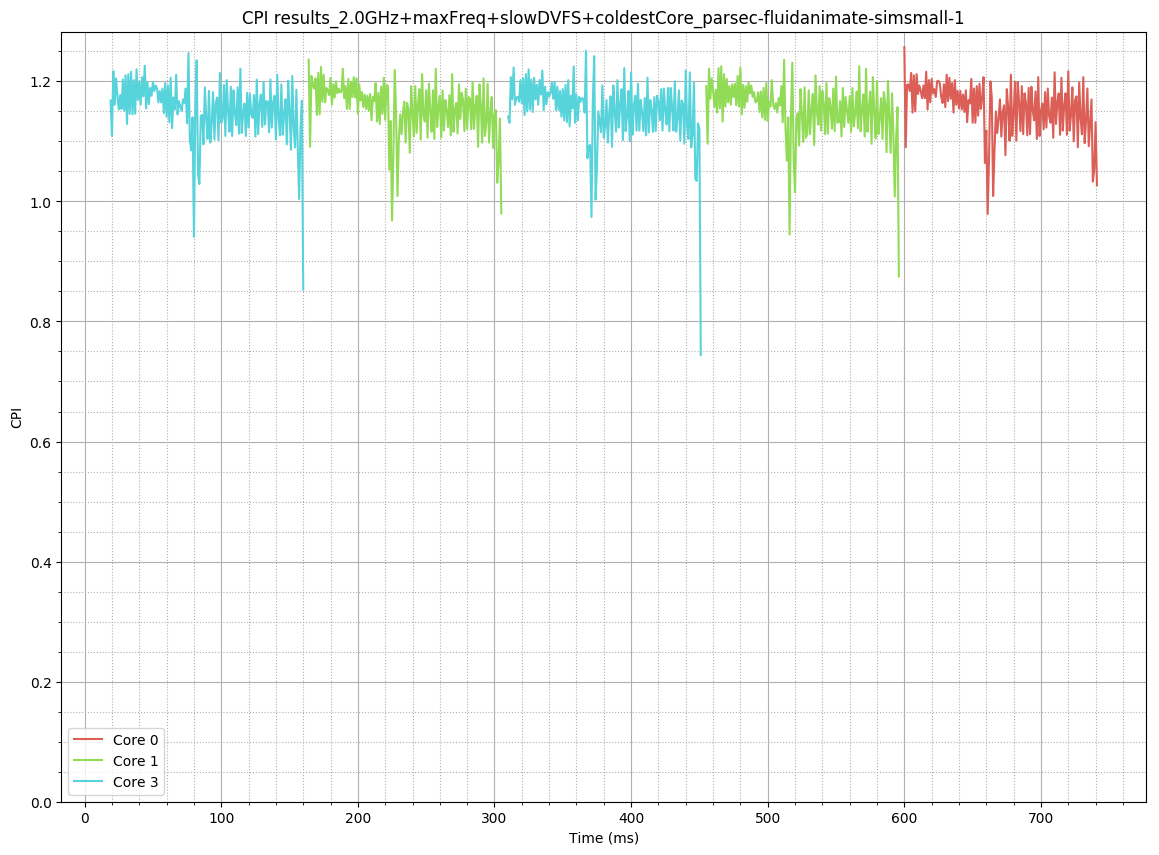 CPI results_2.0GHz+maxFreq+slowDVFS+coldestCore_parsec-fluidanimate-simsmall-1
1.2
1.0
0.8
0.6
0.4
0.2
0.0
CPI
Core 0
Core 1
Core 3
0 100 200 300 400 500 600 700
Time (ms)